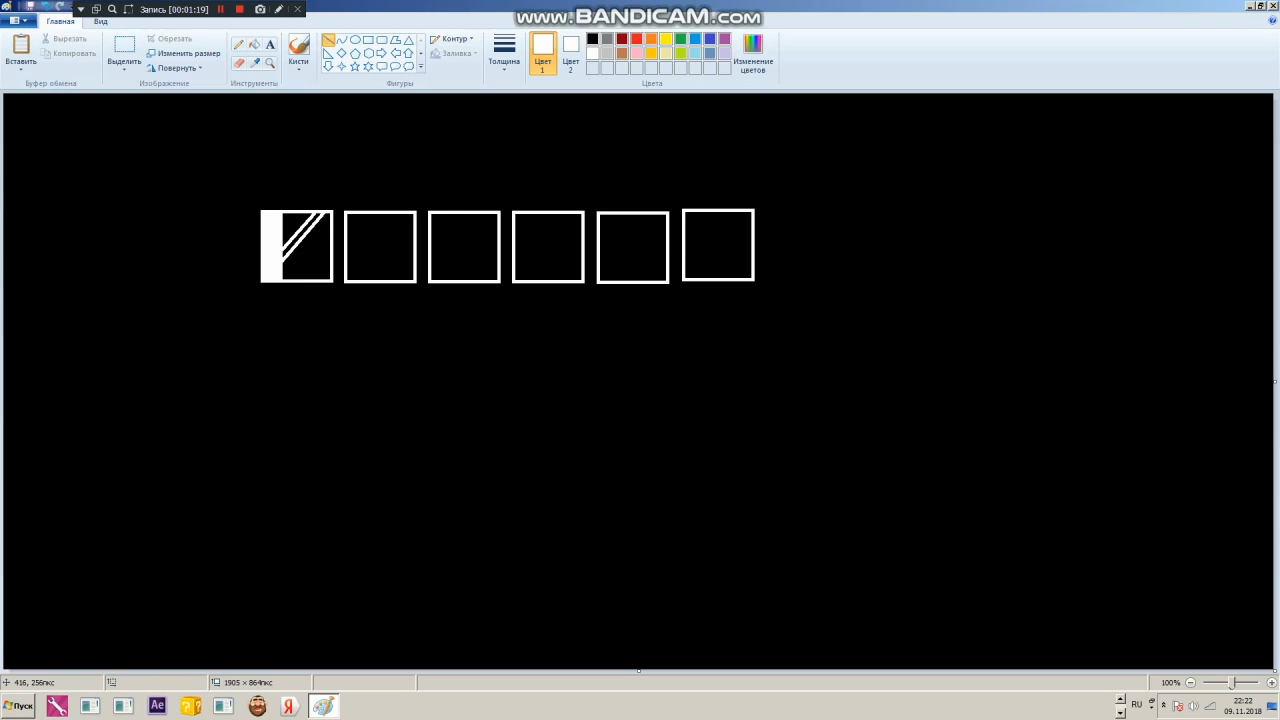 Запись [00:01:19]
www.BANDICAM.com
Главная
Вид
Вставить
Вырезать
Копировать
Буфер обмена
Выделить
Обрезать
Изменить размер
Повернуть
Изображение
A
Инструменты
Кисти
Контур
Заливка
Фигуры
Толщина
Цвет 1
Цвет 2
Изменение цветов
Цвета
416, 256пкс
1905 × 864пкс
100%
Пуск
Ae
Я
RU
22:22
09.11.2018